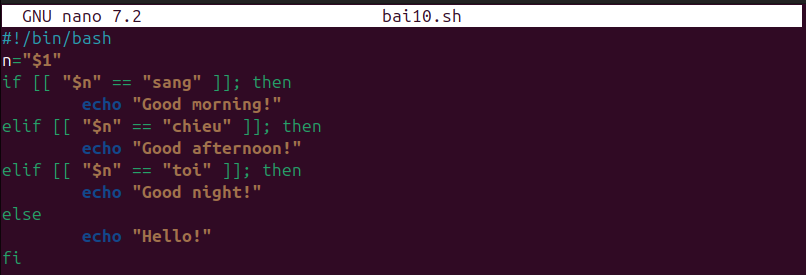 GNU nano 7.2 bai10.sh
#!/bin/bash
n="$1"
if [[ "$n" == "sang" ]]; then
        echo "Good morning!"
elif [[ "$n" == "chieu" ]]; then
        echo "Good afternoon!"
elif [[ "$n" == "toi" ]]; then
        echo "Good night!"
else
        echo "Hello!"
fi